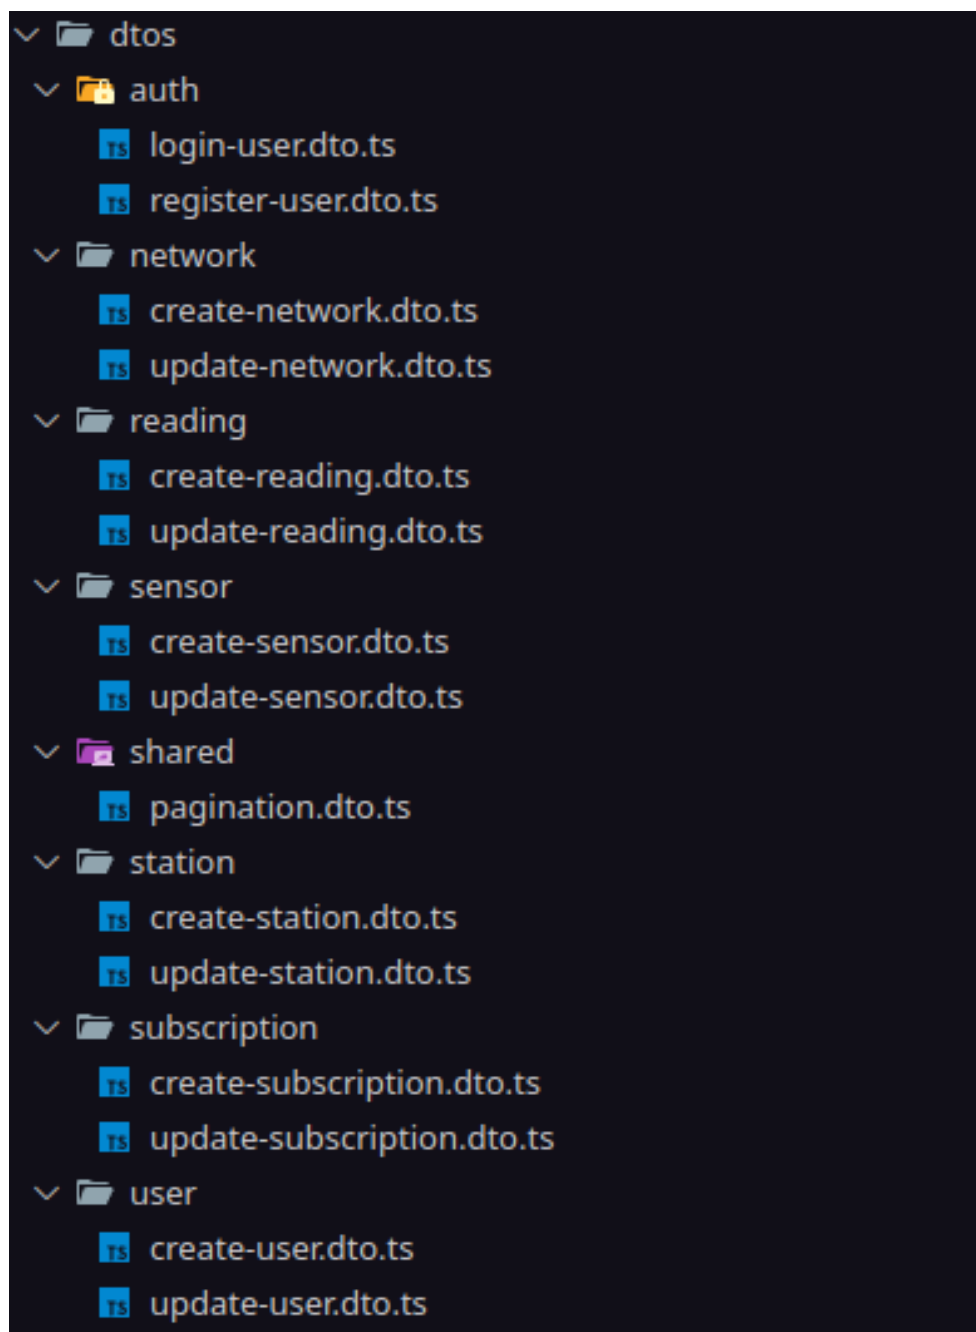 dtos
auth
TS login-user.dto.ts
TS register-user.dto.ts
network
TS create-network.dto.ts
TS update-network.dto.ts
reading
TS create-reading.dto.ts
TS update-reading.dto.ts
sensor
TS create-sensor.dto.ts
TS update-sensor.dto.ts
shared
TS pagination.dto.ts
station
TS create-station.dto.ts
TS update-station.dto.ts
subscription
TS create-subscription.dto.ts
TS update-subscription.dto.ts
user
TS create-user.dto.ts
TS update-user.dto.ts